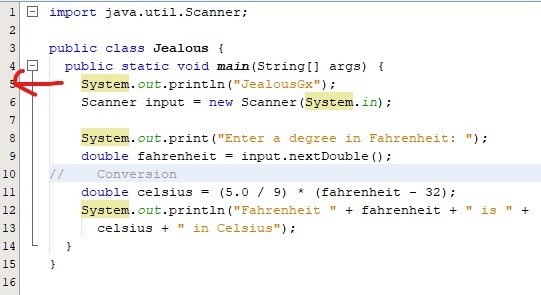 1 import java.util.Scanner;
2
3 public class Jealous {
4 public static void main(String[] args) {
5 System.out.println("JealousGx");
6 Scanner input = new Scanner(System.in);
7
8 System.out.print("Enter a degree in Fahrenheit: ");
9 double fahrenheit = input.nextDouble();
10 // Conversion
11 double celsius = (5.0 / 9) * (fahrenheit - 32);
12 System.out.println("Fahrenheit " + fahrenheit + " is " +
13 celsius + " in Celsius");
14 }
15 }
16